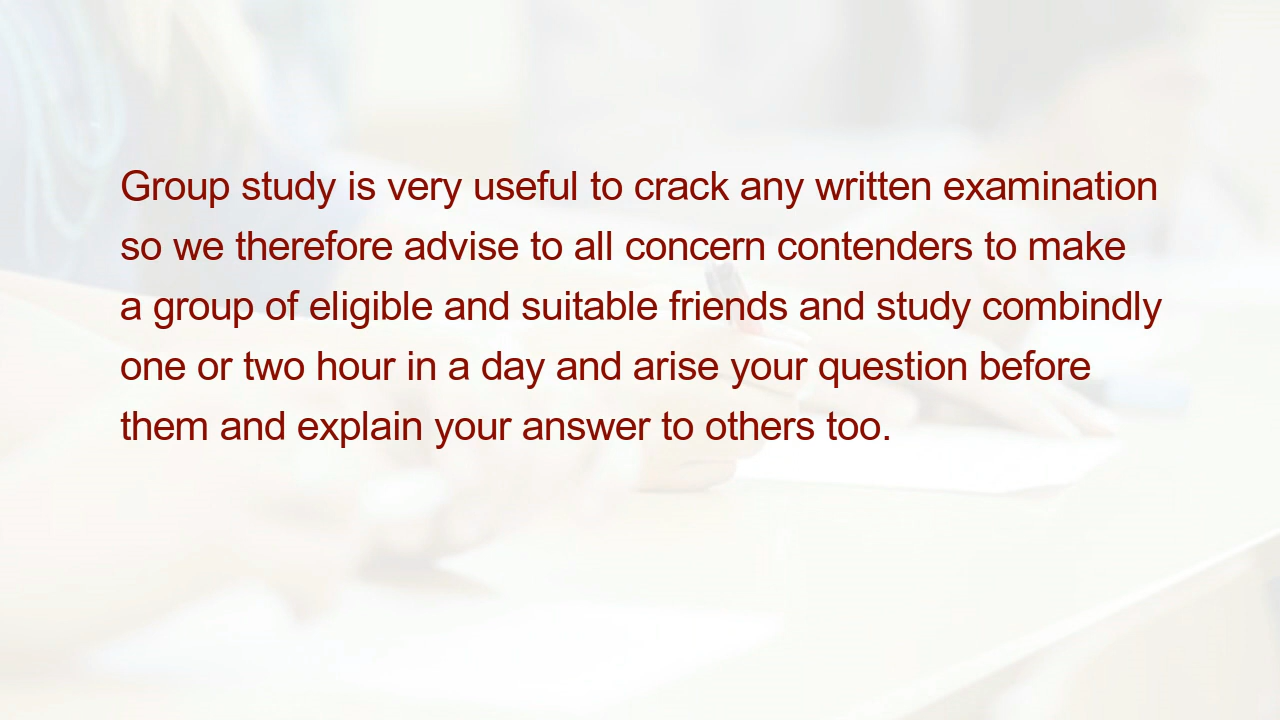 Group study is very useful to crack any written examination
so we therefore advise to all concern contenders to make
a group of eligible and suitable friends and study combindly
one or two hour in a day and arise your question before
them and explain your answer to others too.